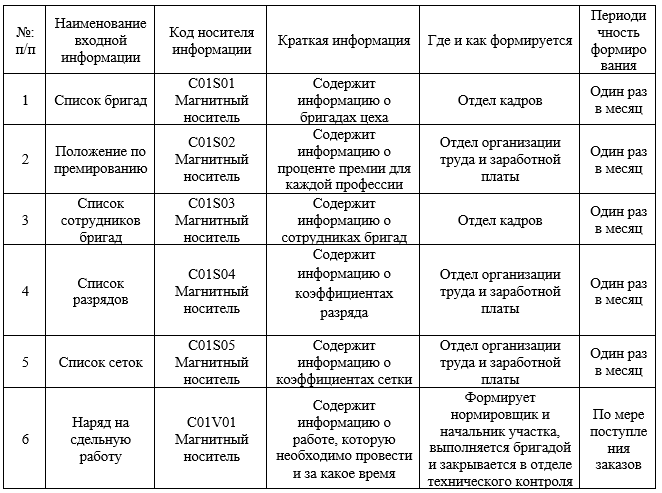 №:
п/п
Наименование
входной
информации
Код носителя
информации
Краткая информация
Где и как формируется
Периоди
чность
формиро
вания
1
Список бригад
C01S01
Магнитный
носитель
Содержит
информацию о
бригадах цеха
Отдел кадров
Один раз
в месяц
2
Положение по
премированию
C01S02
Магнитный
носитель
Содержит
информацию о
проценте премии для
каждой профессии
Отдел организации
труда и заработной
платы
Один раз
в месяц
3
Список
сотрудников
бригад
C01S03
Магнитный
носитель
Содержит
информацию о
сотрудниках бригад
Отдел кадров
Один раз
в месяц
4
Список
разрядов
C01S04
Магнитный
носитель
Содержит
информацию о
коэффициентах
разряда
Отдел организации
труда и заработной
платы
Один раз
в месяц
5
Список сеток
C01S05
Магнитный
носитель
Содержит
информацию о
коэффициентах сетки
Отдел организации
труда и заработной
платы
Один раз
в месяц
6
Наряд на
сдельную
работу
C01V01
Магнитный
носитель
Содержит
информацию о
работе, которую
необходимо провести
и за какое время
Формирует
нормировщик и
начальник участка,
выполняется бригадой
и закрывается в отделе
технического контроля
По мере
поступле
ния
заказов